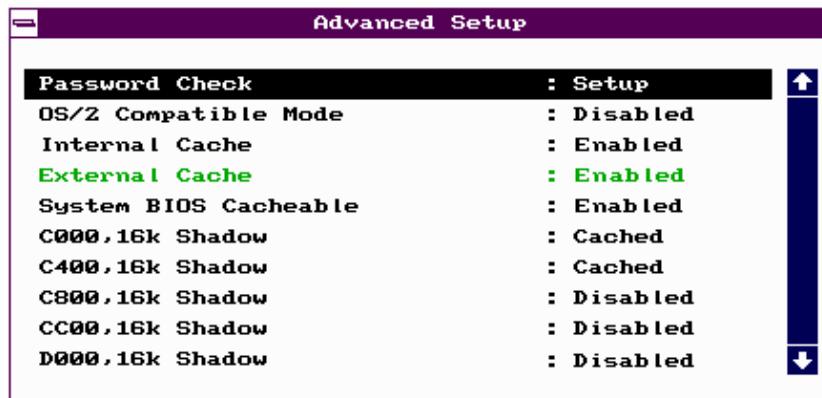 Advanced Setup
Password Check : Setup
OS/2 Compatible Mode : Disabled
Internal Cache : Enabled
External Cache : Enabled
System BIOS Cacheable : Enabled
C000,16k Shadow : Cached
C400,16k Shadow : Cached
C800,16k Shadow : Disabled
CC00,16k Shadow : Disabled
D000,16k Shadow : Disabled